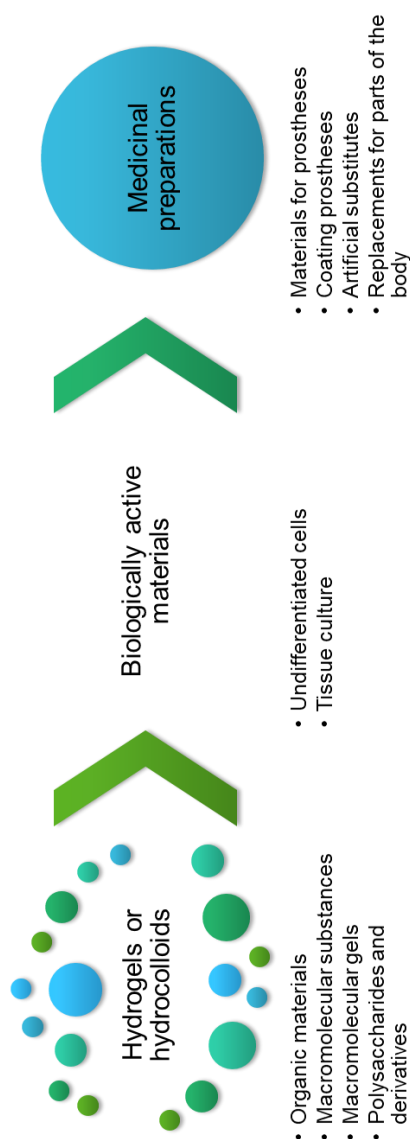 Hydrogels or
hydrocolloids
• Organic materials
• Macromolecular substances
• Macromolecular gels
• Polysaccharides and
derivatives
Biologically active
materials
• Undifferentiated cells
• Tissue culture
Medicinal
preparations
• Materials for prostheses
• Coating prostheses
• Artificial substitutes
• Replacements for parts of the
body